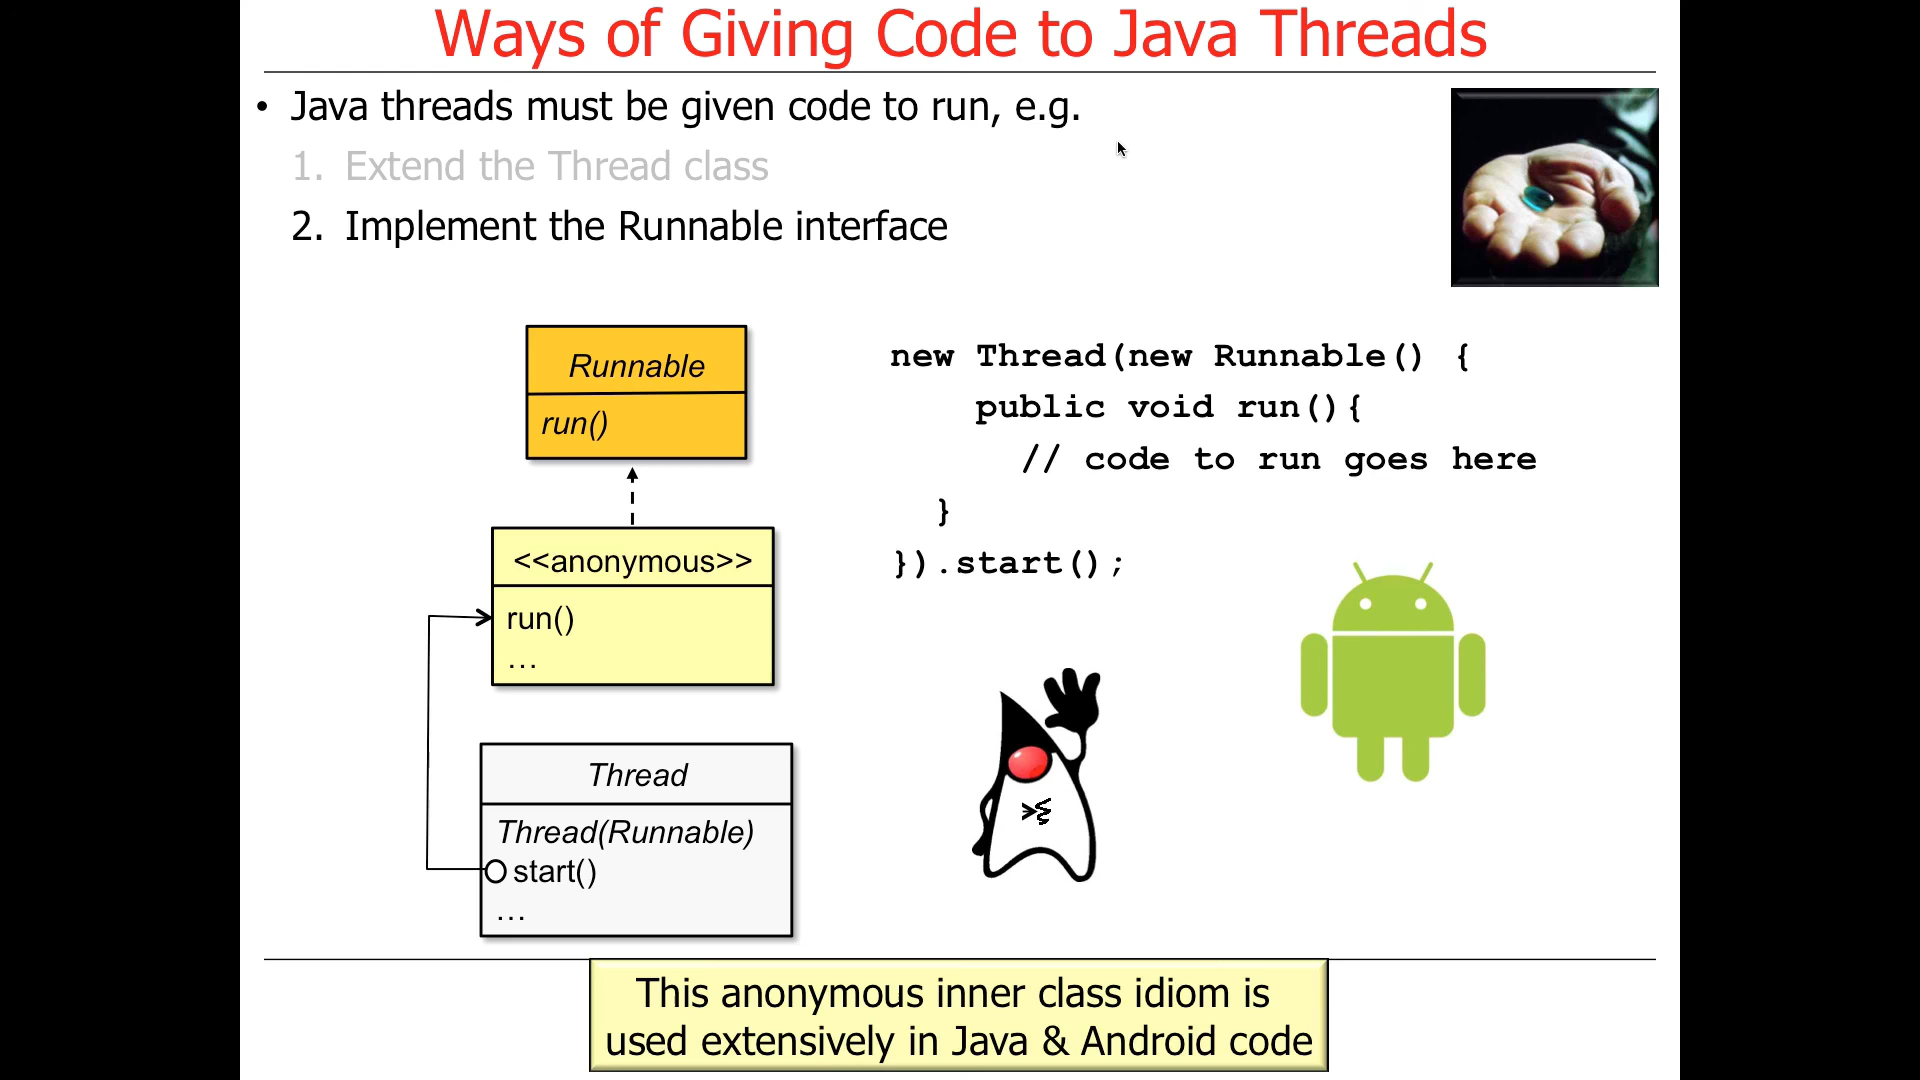 Ways of Giving Code to Java Threads
• Java threads must be given code to run, e.g.
1. Extend the Thread class
2. Implement the Runnable interface
Runnable
run()
<<anonymous>>
run()
…
Thread
Thread(Runnable)
start()
…
new Thread(new Runnable() {
public void run(){
// code to run goes here
}
}).start();
This anonymous inner class idiom is
used extensively in Java & Android code